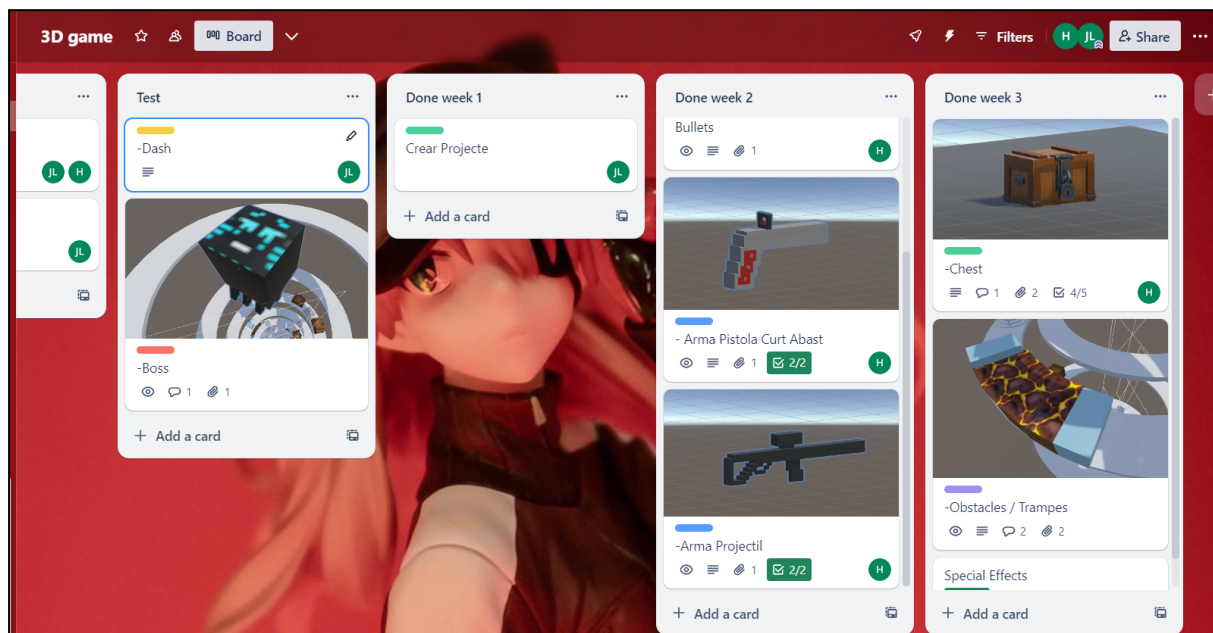 3D game
Board
Filters
H
JL
Share
JL
H
JL
Test
-Dash
JL
-Boss
1
1
Add a card
Done week 1
Crear Projecte
JL
Add a card
Done week 2
Bullets
1
H
- Arma Pistola Curt Abast
1
2/2
H
-Arma Projectil
1
2/2
H
Add a card
Done week 3
-Chest
1
2
4/5
H
-Obstacles / Trampes
2
2
Special Effects
Add a card